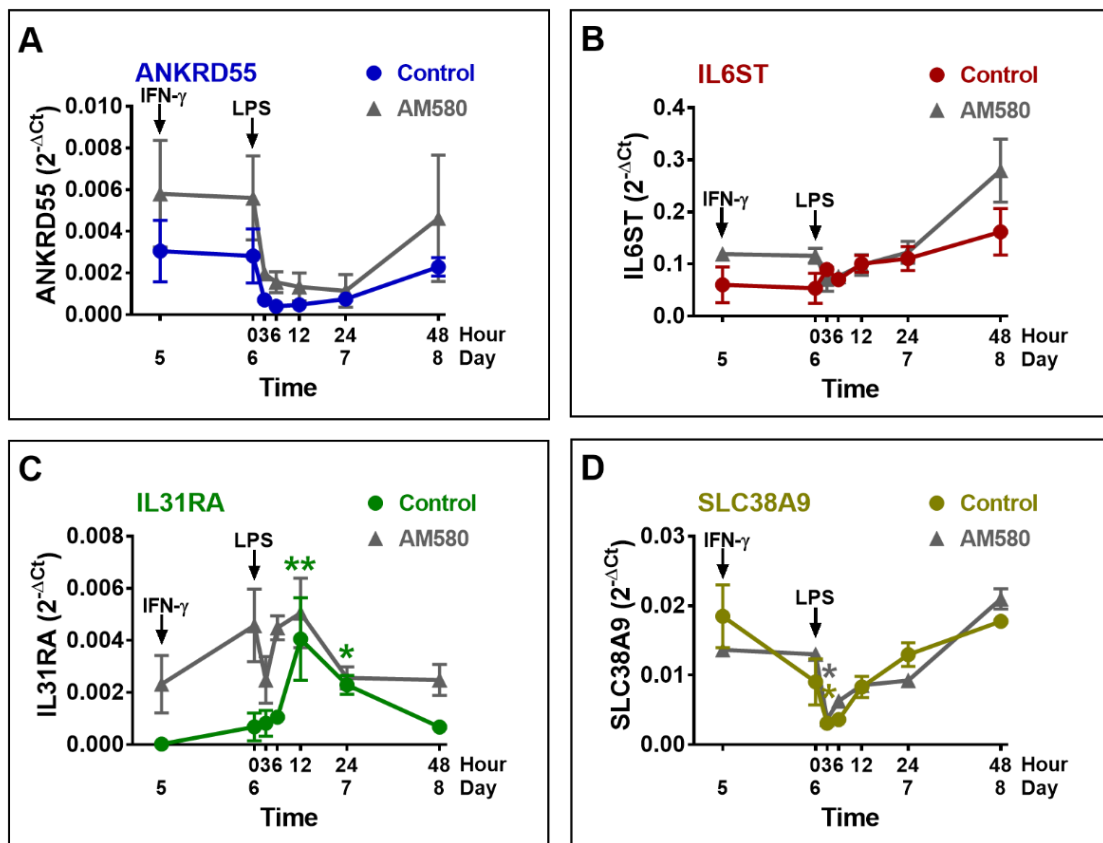 A
ANKRD55
Control
AM580
IFN-γ
LPS
ANKRD55 (2^-ΔCt)
0.010
0.008
0.006
0.004
0.002
0.000
036 12 24 48 Hour
5 6 7 8 Day
Time
B
IL6ST
Control
AM580
IFN-γ
LPS
IL6ST (2^-ΔCt)
0.4
0.3
0.2
0.1
0.0
036 12 24 48 Hour
5 6 7 8 Day
Time
C
IL31RA
Control
AM580
LPS
IFN-γ
**
*
IL31RA (2^-ΔCt)
0.008
0.006
0.004
0.002
0.000
036 12 24 48 Hour
5 6 7 8 Day
Time
D
SLC38A9
Control
AM580
IFN-γ
LPS
*
*
SLC38A9 (2^-ΔCt)
0.03
0.02
0.01
0.00
036 12 24 48 Hour
5 6 7 8 Day
Time